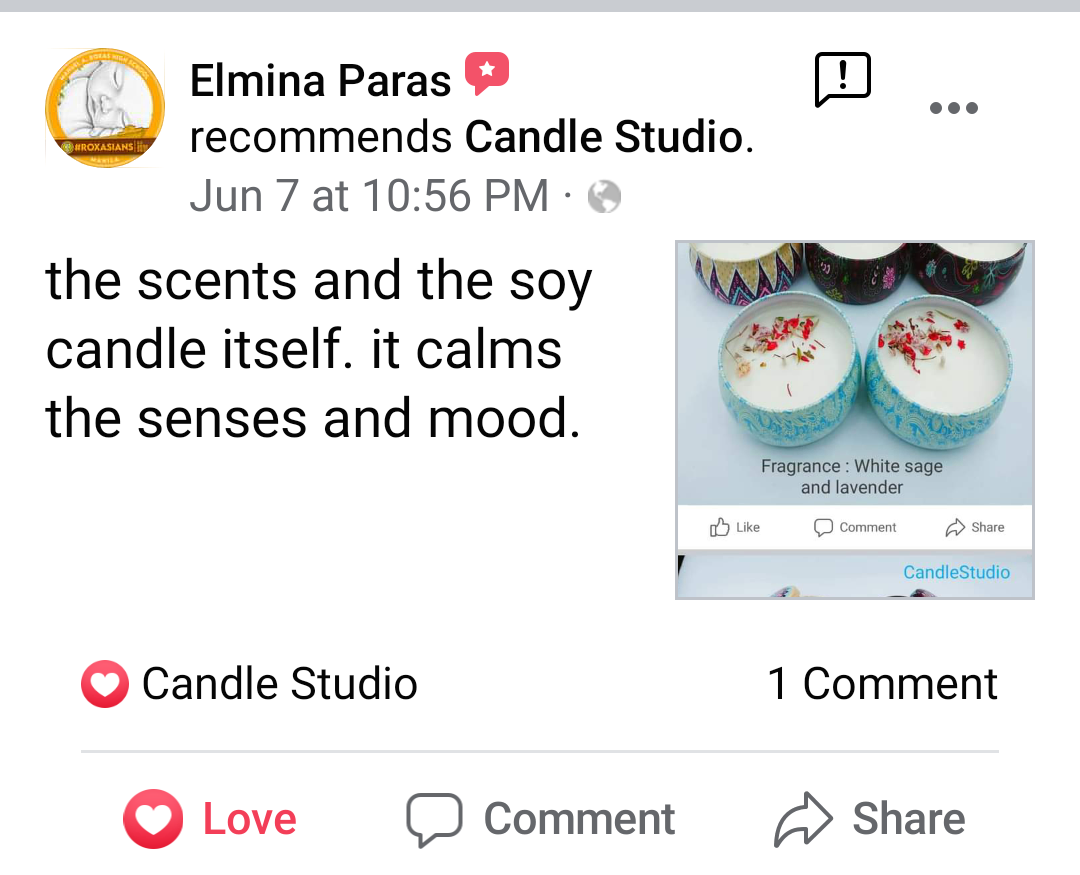 MANUEL A. ROXAS HIGH SCHOOL
#ROXASIANS
MANILA
Elmina Paras
recommends Candle Studio.
Jun 7 at 10:56 PM ·
the scents and the soy
candle itself. it calms
the senses and mood.
Fragrance : White sage
and lavender
Like Comment Share
CandleStudio
Candle Studio 1 Comment
Love Comment Share